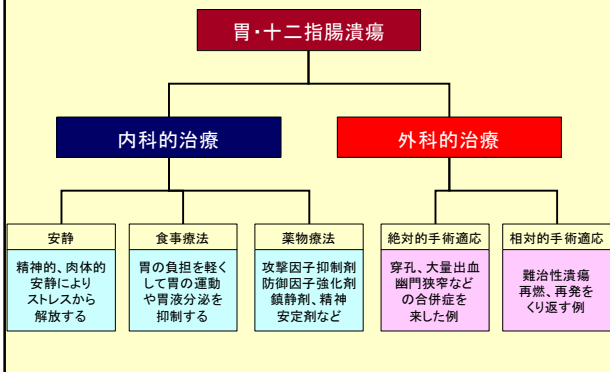 胃・十二指腸潰瘍
内科的治療
外科的治療
安静
精神的、肉体的
安静により
ストレスから
解放する
食事療法
胃の負担を軽く
して胃の運動
や胃液分泌を
抑制する
薬物療法
攻撃因子抑制剤
防御因子強化剤
鎮静剤、精神
安定剤など
絶対的手術適応
穿孔、大量出血
幽門狭窄など
の合併症を
来した例
相対的手術適応
難治性潰瘍
再燃、再発を
くり返す例